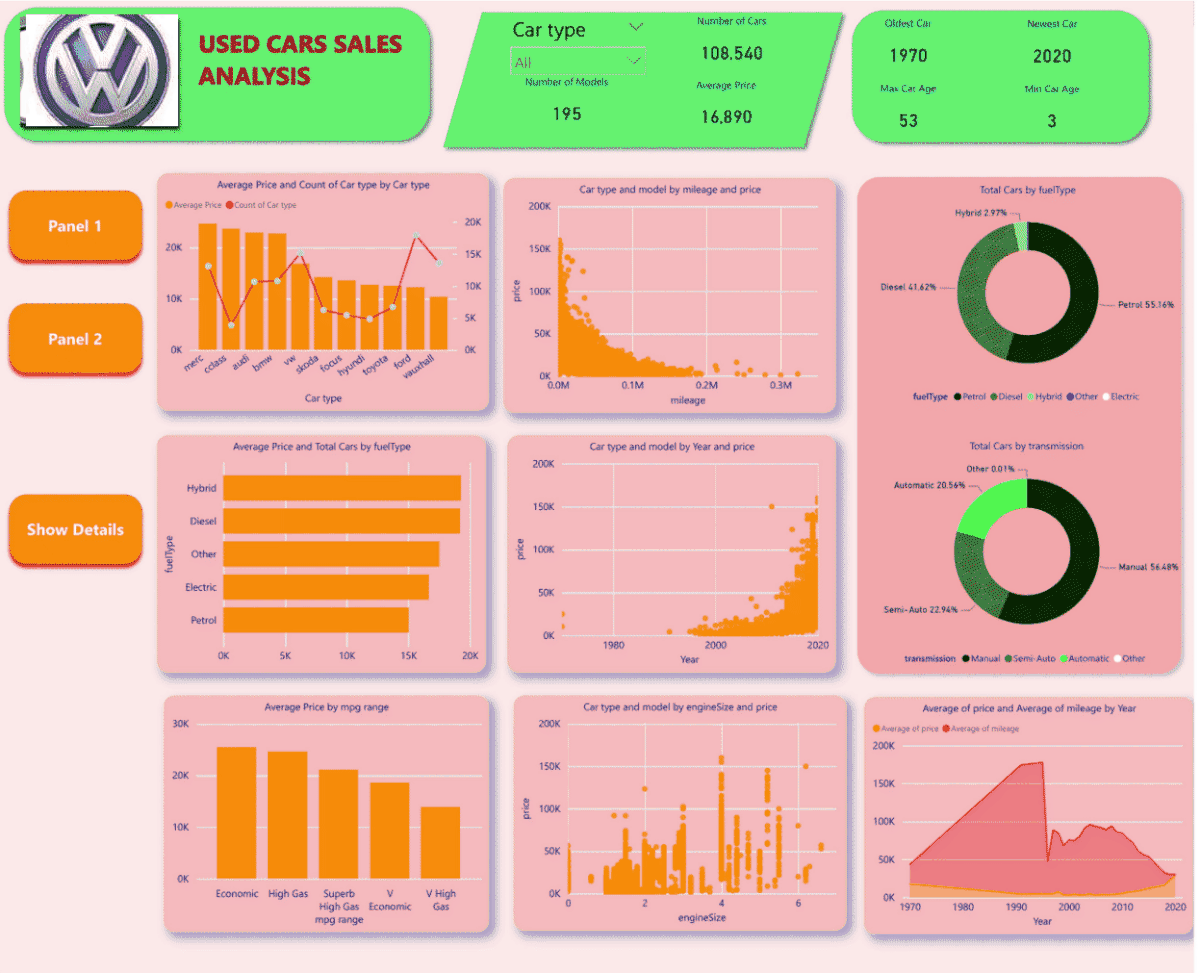 USED CARS SALES
ANALYSIS
Car type
All
Number of Models
195
Number of Cars
108,540
Average Price
16,890
Oldest Car
1970
Newest Car
2020
Max Car Age
53
Min Car Age
3
Panel 1
Panel 2
Show Details
Average Price and Count of Car type by Car type
Average Price Count of Car type
20K
10K
0K
20K
15K
10K
5K
0K
merc cclass audi bmw vw skoda focus hyundi toyota ford vauxhall
Car type
Car type and model by mileage and price
200K
150K
100K
50K
0K
price
0.0M 0.1M 0.2M 0.3M
mileage
Total Cars by fuelType
Hybrid 2.97%
Diesel 41.62%
Petrol 55.16%
fuelType Petrol Diesel Hybrid Other Electric
Average Price and Total Cars by fuelType
fuelType
Hybrid
Diesel
Other
Electric
Petrol
0K 5K 10K 15K 20K
Car type and model by Year and price
200K
150K
100K
50K
0K
price
1980 2000 2020
Year
Total Cars by transmission
Other 0.01%
Automatic 20.56%
Manual 56.48%
Semi-Auto 22.94%
transmission Manual Semi-Auto Automatic Other
Average Price by mpg range
30K
20K
10K
0K
Economic High Gas Superb V V High
High Gas Economic Gas
mpg range
Car type and model by engineSize and price
200K
150K
100K
50K
0K
price
0 2 4 6
engineSize
Average of price and Average of mileage by Year
Average of price Average of mileage
200K
150K
100K
50K
0K
1970 1980 1990 2000 2010 2020
Year